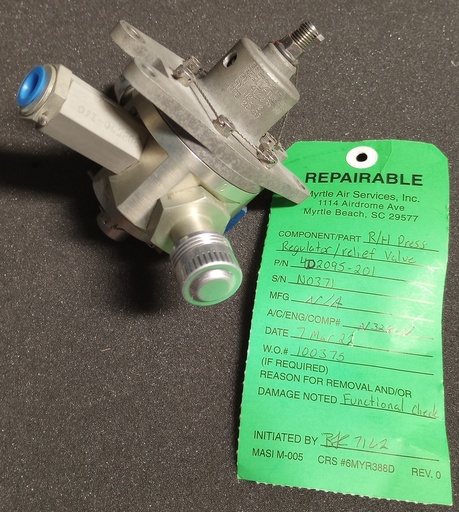 REPAIRABLE
Myrtle Air Services, Inc.
1114 Airdrome Ave
Myrtle Beach, SC 29577
COMPONENT/PART R/H Press
Regulator/relief Valve
P/N 4D2095-201
S/N N0371
MFG N/A
A/C/ENG/COMP#
DATE 7 Mar 22
W.O.# 100375
(IF REQUIRED)
REASON FOR REMOVAL AND/OR
DAMAGE NOTED Functional Check
INITIATED BY 7162
MASI M-005 CRS #6MYR388D REV. 0